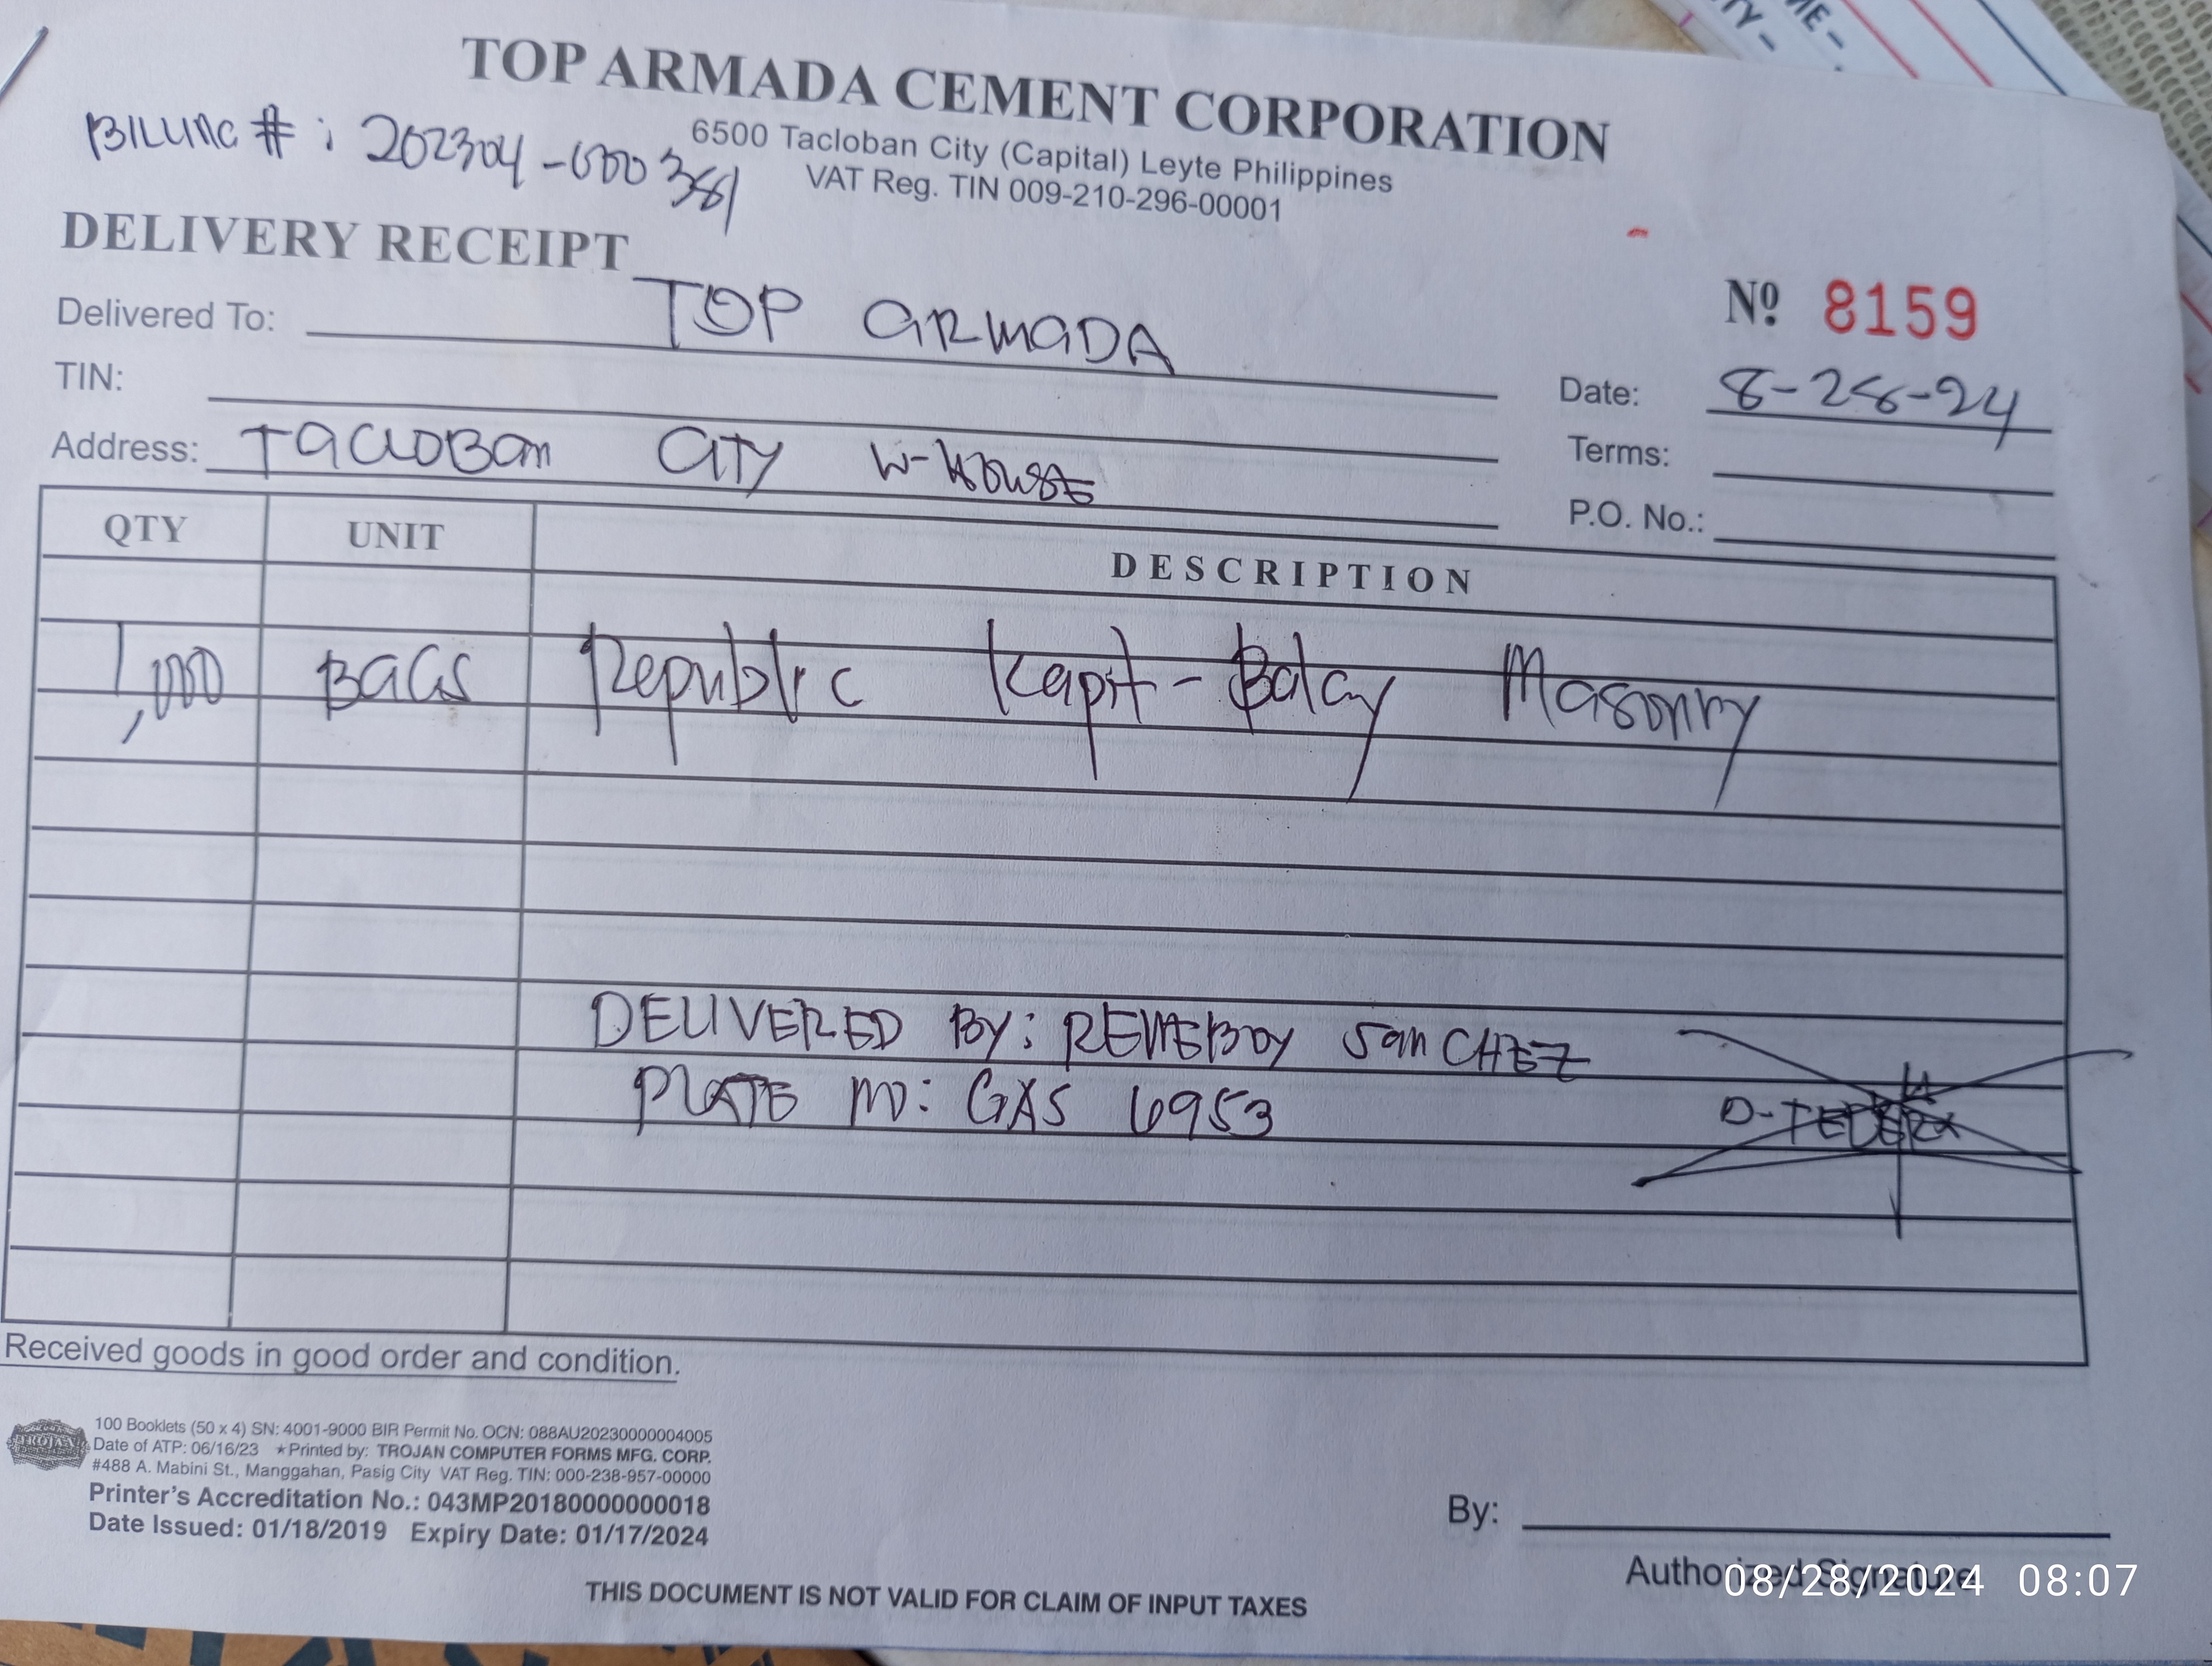 TY -
ME -
TOP ARMADA CEMENT CORPORATION
6500 Tacloban City (Capital) Leyte Philippines
VAT Reg. TIN 009-210-296-00001
BILLING # : 202304-000381
DELIVERY RECEIPT
Nº 8159
Delivered To: TOP ARMADA
Date: 8-28-24
TIN:
Terms:
Address: TACLOBAN CITY W-HOUSE
P.O. No.:
QTY UNIT DESCRIPTION
1,000 BAGS Republic Kapit-Balay Masonry
DELIVERED BY: RENEBOY SANCHEZ
PLATE NO: GAS 6953
Received goods in good order and condition.
TROJAN
100 Booklets (50 x 4) SN: 4001-9000 BIR Permit No. OCN: 088AU20230000004005
Date of ATP: 06/16/23 ★Printed by: TROJAN COMPUTER FORMS MFG. CORP.
#488 A. Mabini St., Manggahan, Pasig City VAT Reg. TIN: 000-238-957-00000
Printer's Accreditation No.: 043MP20180000000018
Date Issued: 01/18/2019 Expiry Date: 01/17/2024
By:
Authorized Signature
08/28/2024 08:07
THIS DOCUMENT IS NOT VALID FOR CLAIM OF INPUT TAXES